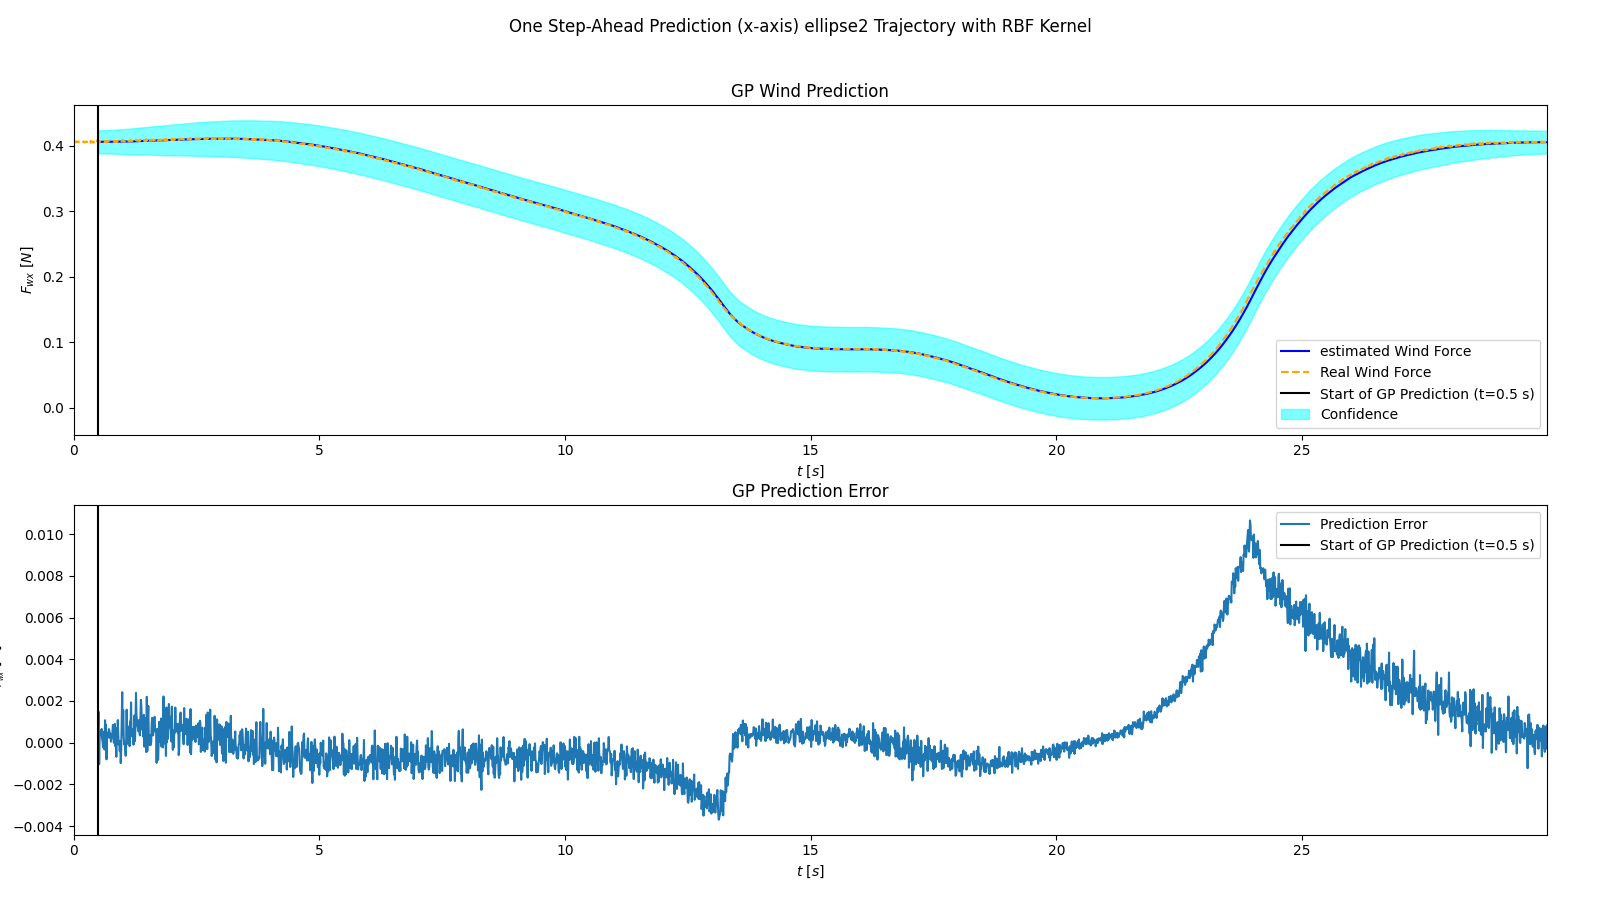 One Step-Ahead Prediction (x-axis) ellipse2 Trajectory with RBF Kernel
GP Wind Prediction
F_wx [N]
0.4
0.3
0.2
0.1
0.0
estimated Wind Force
Real Wind Force
Start of GP Prediction (t=0.5 s)
Confidence
0 5 10 15 20 25
t [s]
GP Prediction Error
0.010
0.008
0.006
0.004
0.002
0.000
−0.002
−0.004
Prediction Error
Start of GP Prediction (t=0.5 s)
0 5 10 15 20 25
t [s]